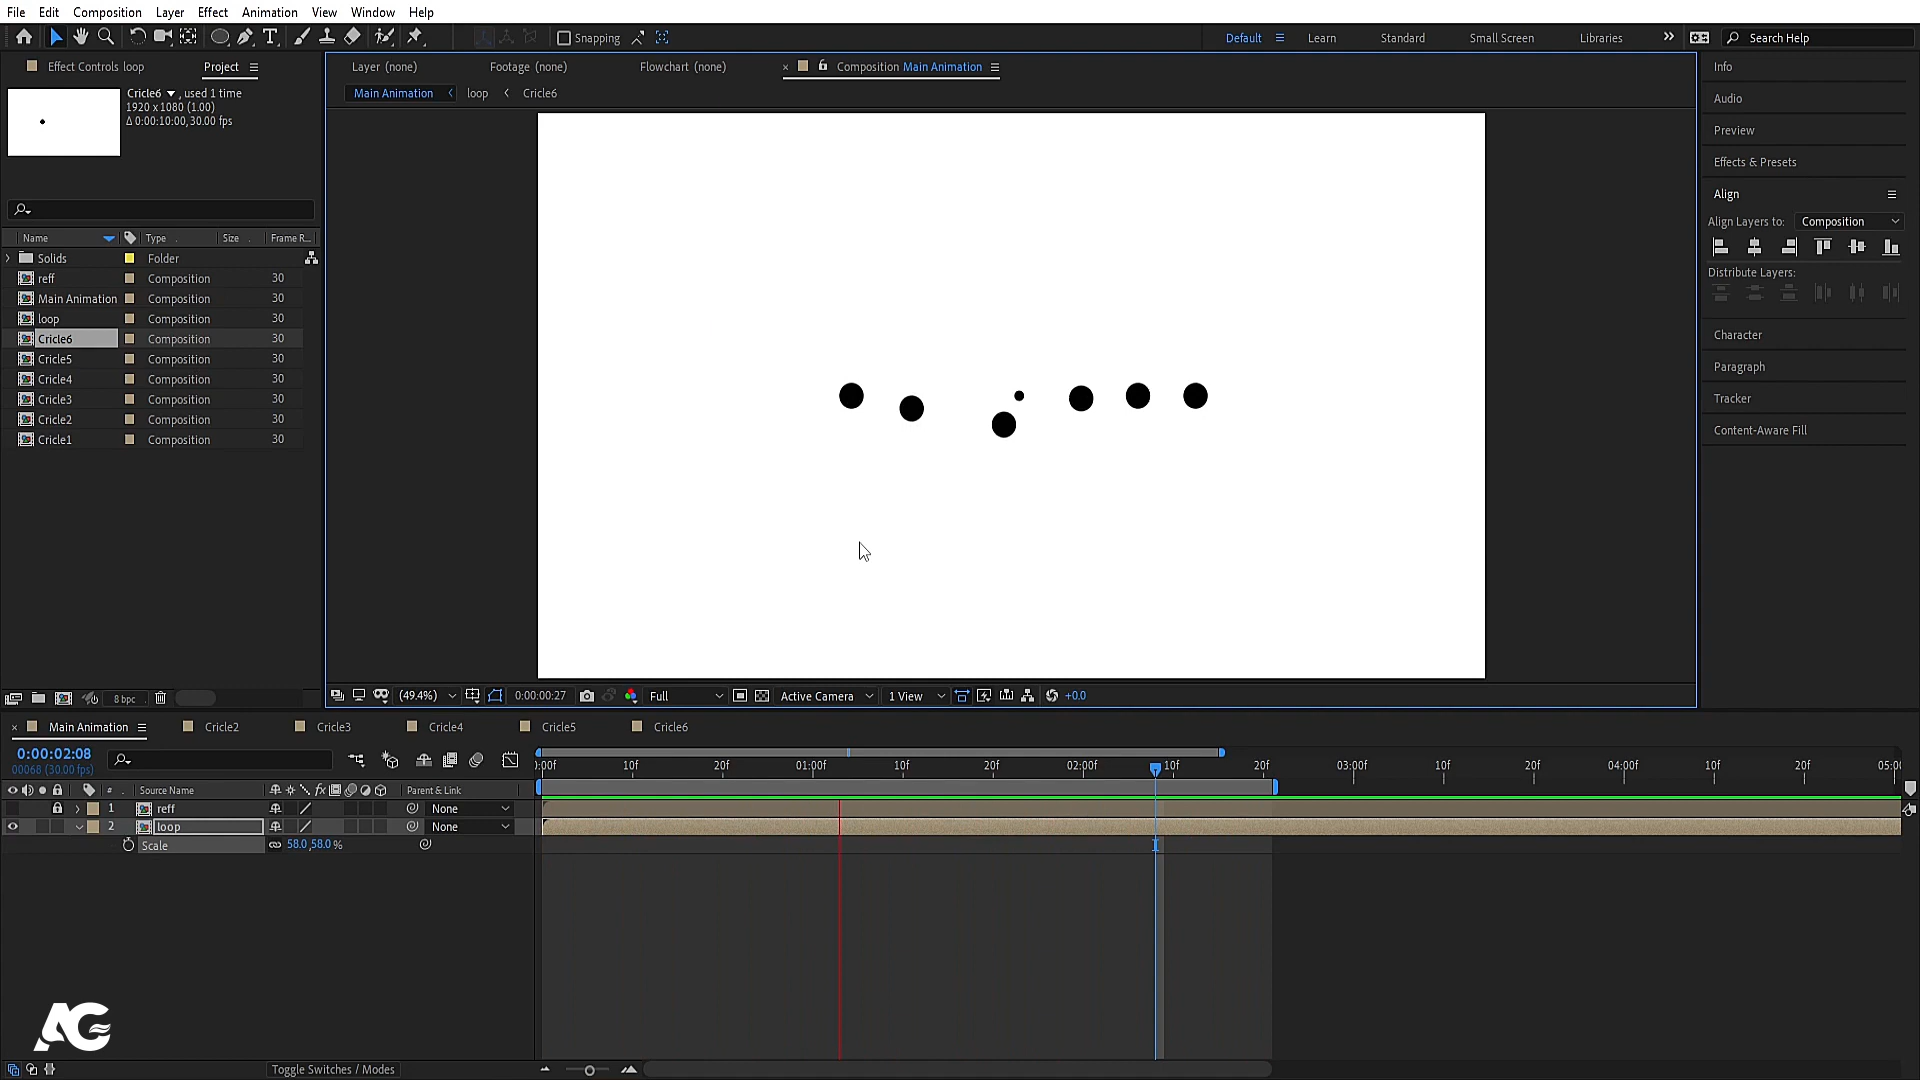 File Edit Composition Layer Effect Animation View Window Help
Snapping
Default Learn Standard Small Screen Libraries Search Help
Effect Controls loop Project
Layer (none) Footage (none) Flowchart (none) Composition Main Animation
Main Animation loop Cricle6
Cricle6 , used 1 time
1920 x 1080 (1.00)
Δ 0:00:10:00, 30.00 fps
Name Type Size Frame R...
Solids Folder
reff Composition 30
Main Animation Composition 30
loop Composition 30
Cricle6 Composition 30
Cricle5 Composition 30
Cricle4 Composition 30
Cricle3 Composition 30
Cricle2 Composition 30
Cricle1 Composition 30
8 bpc
Info
Audio
Preview
Effects & Presets
Align
Align Layers to: Composition
Distribute Layers:
Character
Paragraph
Tracker
Content-Aware Fill
(49.4%) 0:00:00:27 Full Active Camera 1 View +0.0
Main Animation Cricle2 Cricle3 Cricle4 Cricle5 Cricle6
0:00:02:08
00068 (30.00 fps)
):00f 10f 20f 01:00f 10f 20f 02:00f 10f 20f 03:00f 10f 20f 04:00f 10f 20f 05:00
# Source Name fx Parent & Link
1 reff None
2 loop None
Scale 58.0,58.0%
AG
Toggle Switches / Modes